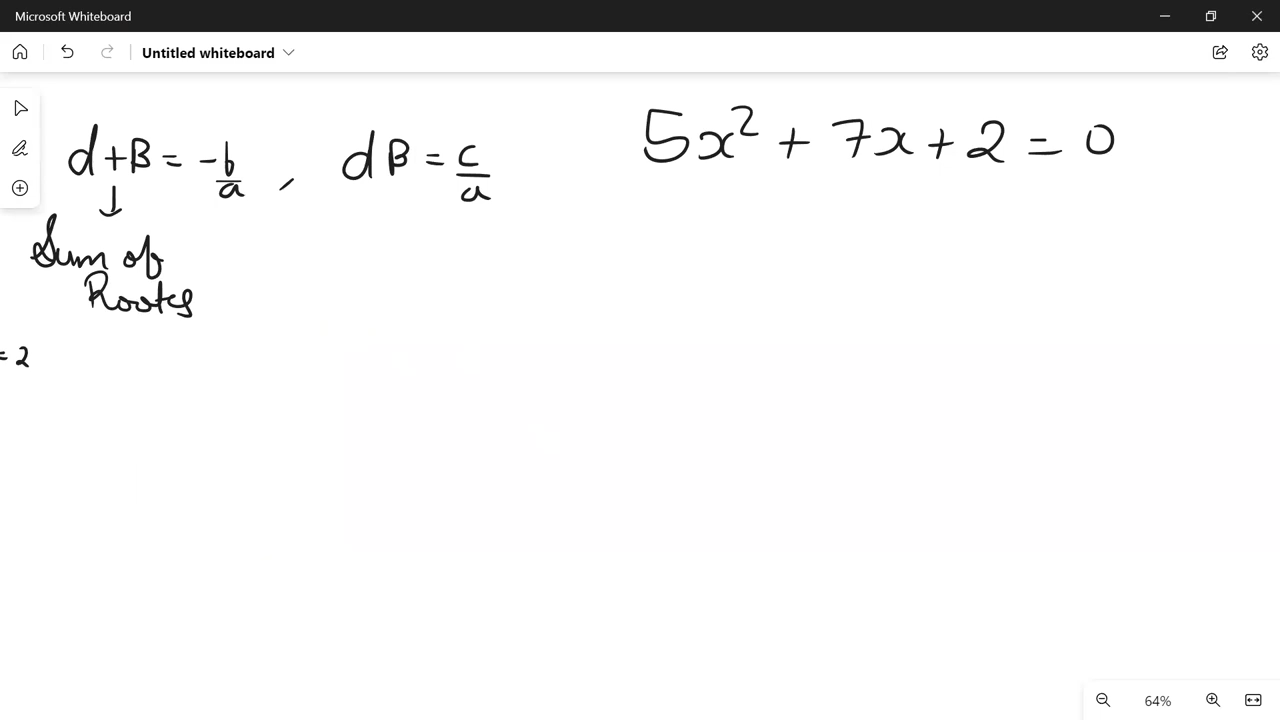 Microsoft Whiteboard
Untitled whiteboard
α+β = -b/a , αβ = c/a
↓
Sum of
Roots
= 2
5x² + 7x + 2 = 0
64%